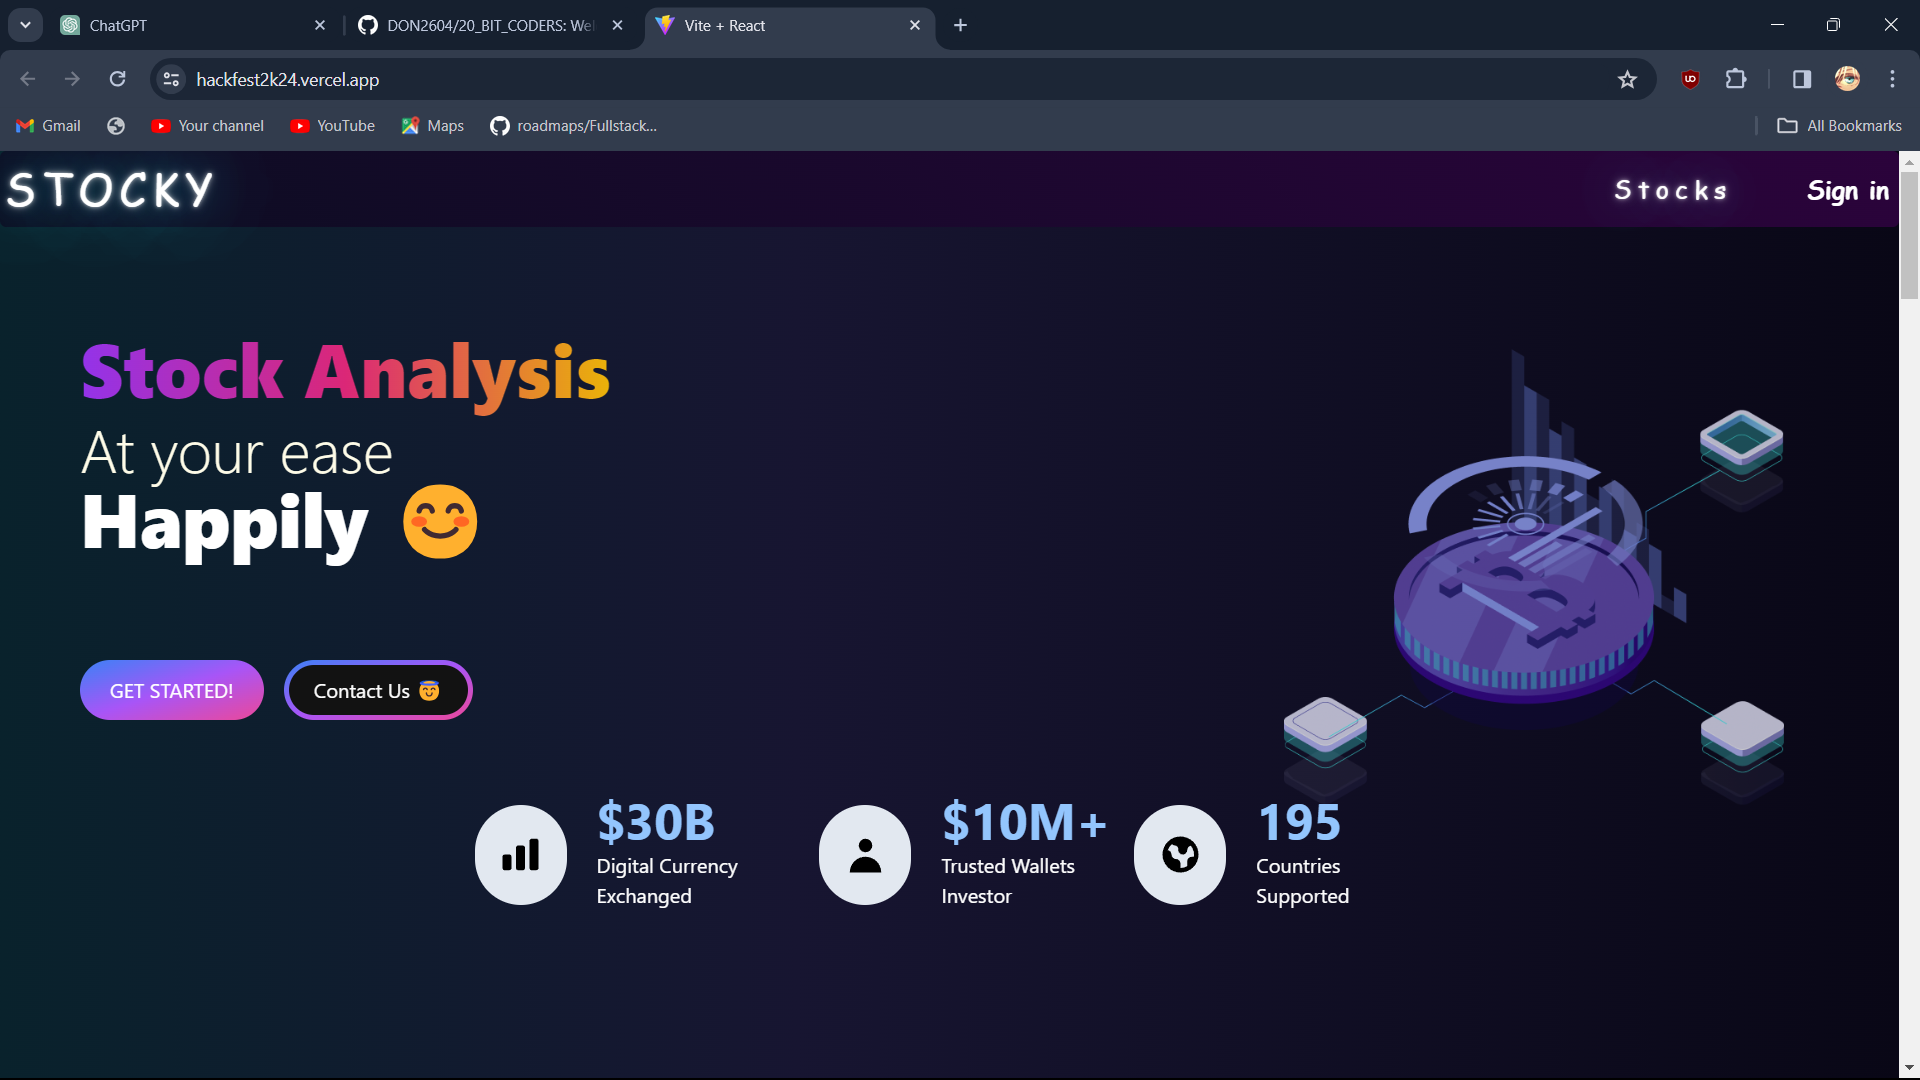 ChatGPT
DON2604/20_BIT_CODERS: We
Vite + React
hackfest2k24.vercel.app
Gmail
Your channel
YouTube
Maps
roadmaps/Fullstack...
All Bookmarks
STOCKY
Stocks
Sign in
Stock Analysis
At your ease
Happily 😊
GET STARTED!
Contact Us 😇
$30B
Digital Currency
Exchanged
$10M+
Trusted Wallets
Investor
195
Countries
Supported